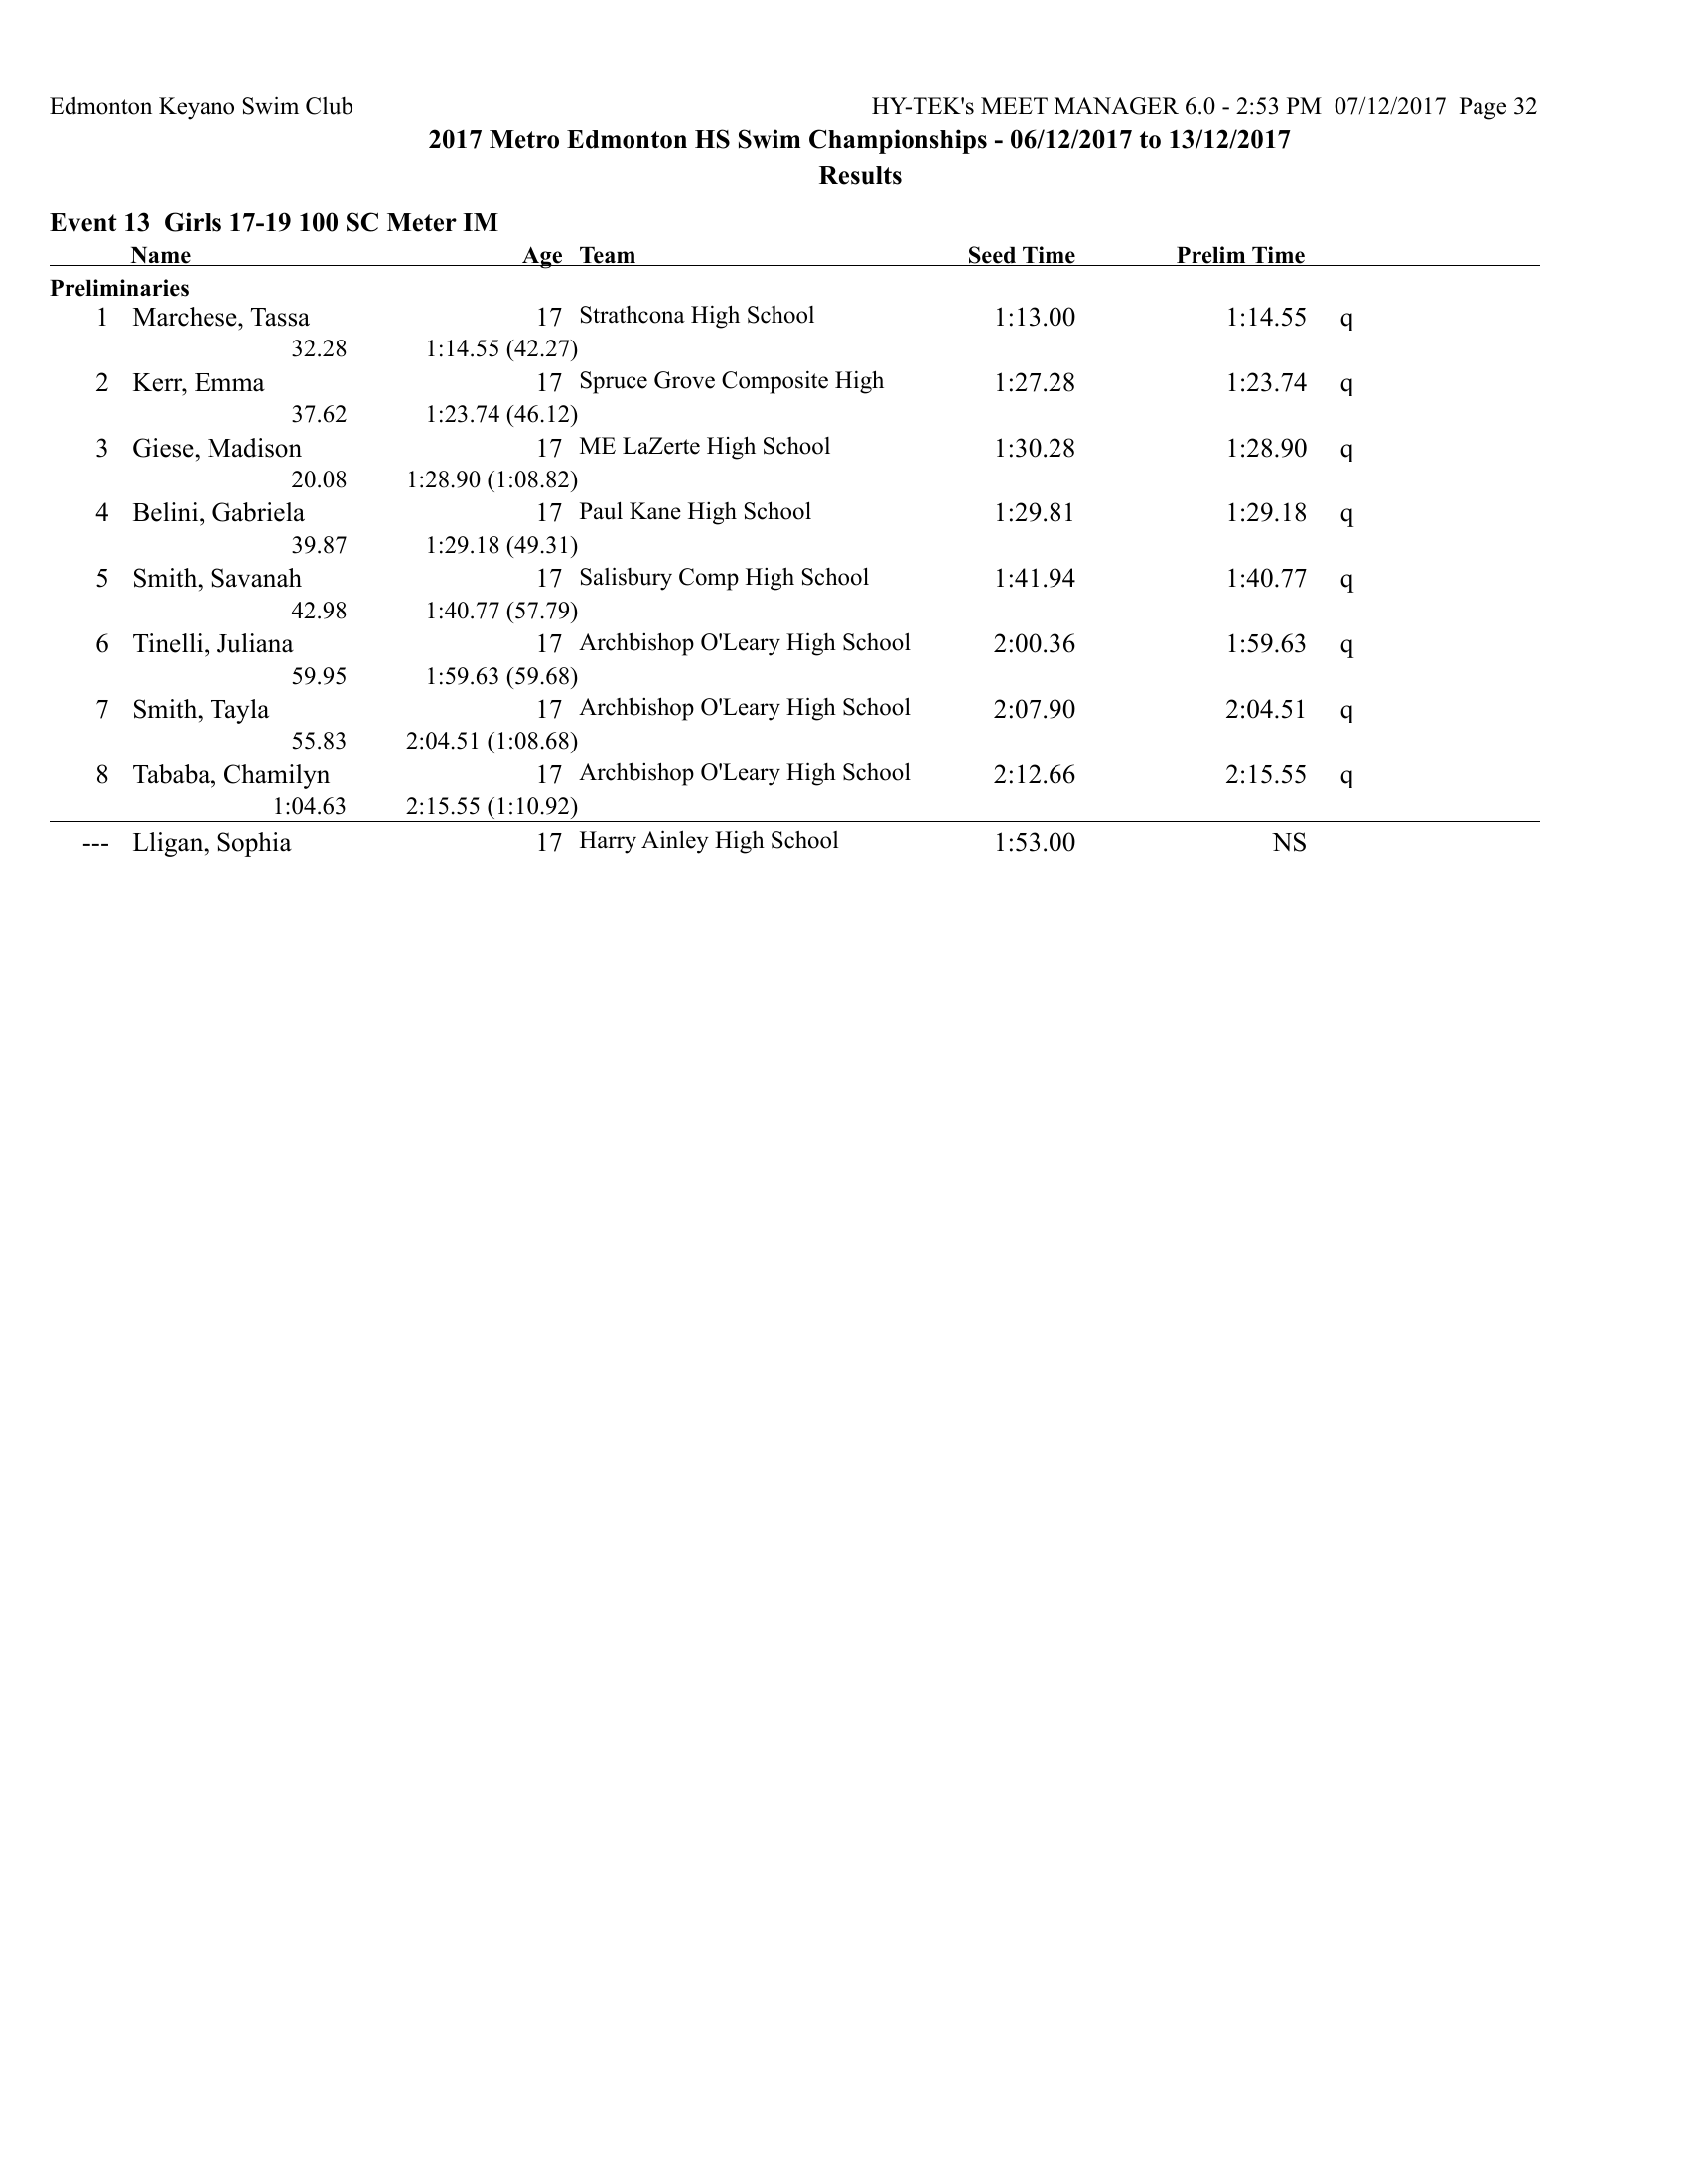 Edmonton Keyano Swim Club HY-TEK's MEET MANAGER 6.0 - 2:53 PM 07/12/2017 Page 32
2017 Metro Edmonton HS Swim Championships - 06/12/2017 to 13/12/2017
Results
Event 13 Girls 17-19 100 SC Meter IM
Name Age Team Seed Time Prelim Time
Preliminaries
1 Marchese, Tassa 17 Strathcona High School 1:13.00 1:14.55 q
32.28 1:14.55 (42.27)
2 Kerr, Emma 17 Spruce Grove Composite High 1:27.28 1:23.74 q
37.62 1:23.74 (46.12)
3 Giese, Madison 17 ME LaZerte High School 1:30.28 1:28.90 q
20.08 1:28.90 (1:08.82)
4 Belini, Gabriela 17 Paul Kane High School 1:29.81 1:29.18 q
39.87 1:29.18 (49.31)
5 Smith, Savanah 17 Salisbury Comp High School 1:41.94 1:40.77 q
42.98 1:40.77 (57.79)
6 Tinelli, Juliana 17 Archbishop O'Leary High School 2:00.36 1:59.63 q
59.95 1:59.63 (59.68)
7 Smith, Tayla 17 Archbishop O'Leary High School 2:07.90 2:04.51 q
55.83 2:04.51 (1:08.68)
8 Tababa, Chamilyn 17 Archbishop O'Leary High School 2:12.66 2:15.55 q
1:04.63 2:15.55 (1:10.92)
--- Lligan, Sophia 17 Harry Ainley High School 1:53.00 NS